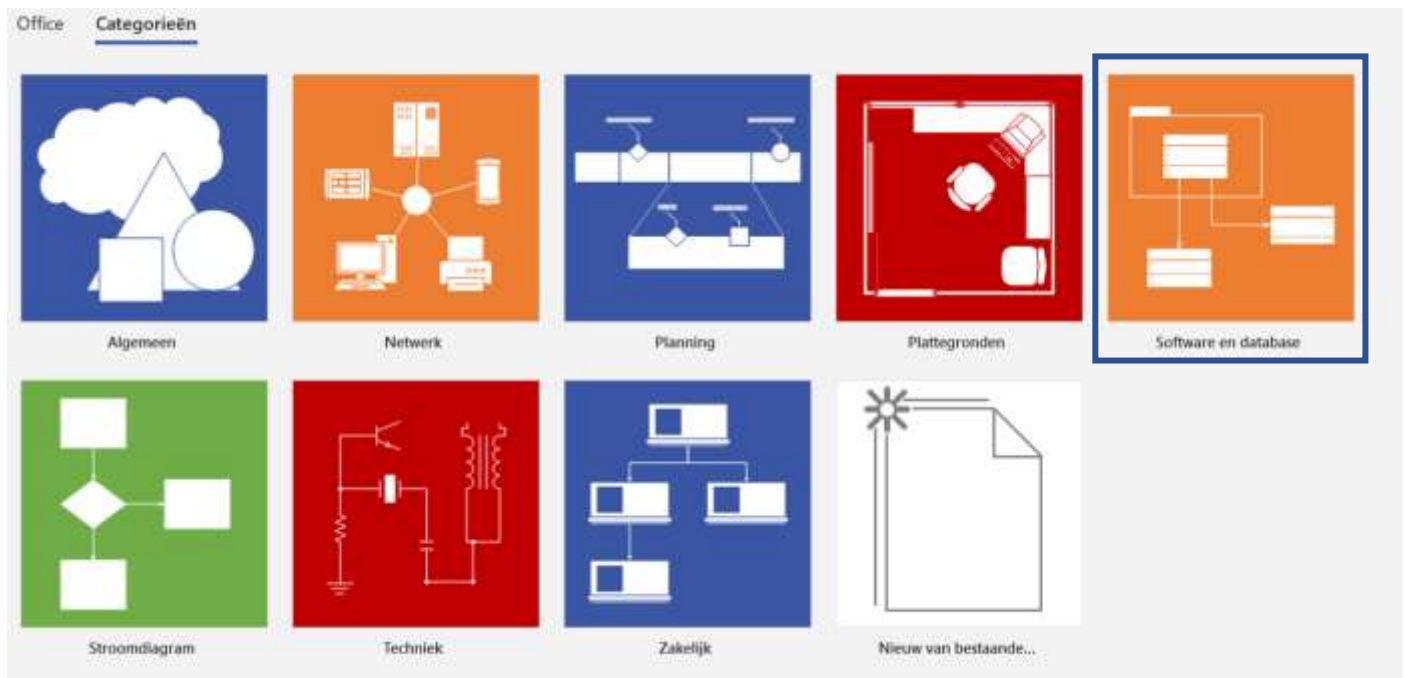 Office Categorieën
Algemeen Netwerk Planning Plattegronden Software en database
Stroomdiagram Techniek Zakelijk Nieuw van bestaande...